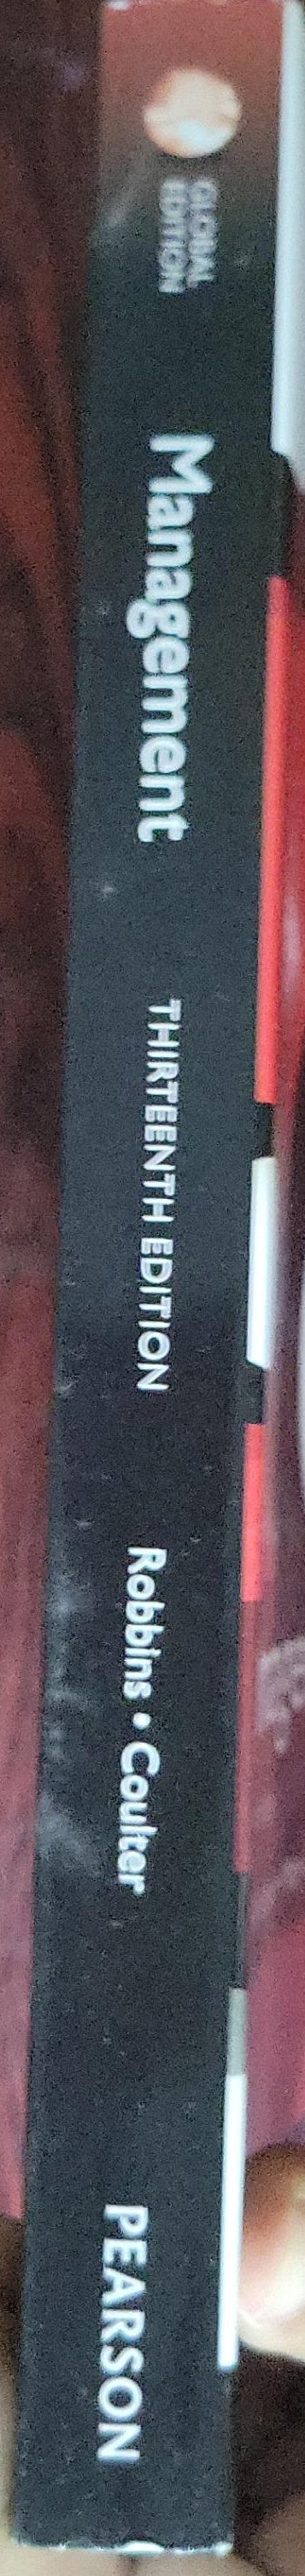 GLOBAL
EDITION
Management
THIRTEENTH EDITION
Robbins • Coulter
PEARSON